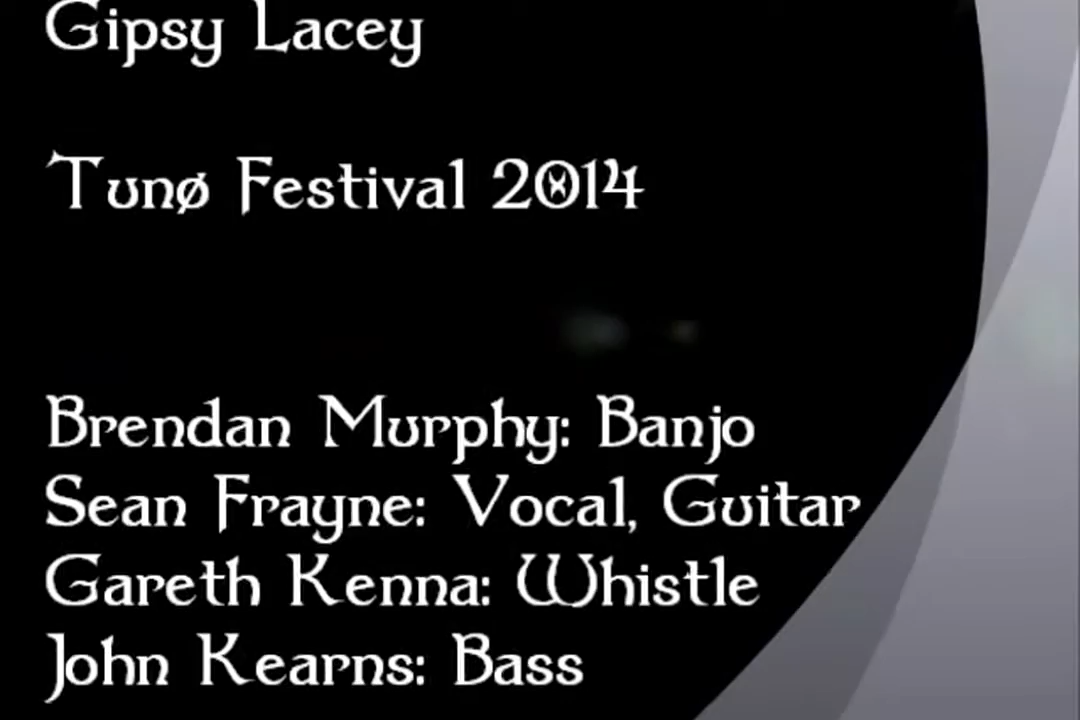 Gipsy Lacey
Tunø Festival 2014
Brendan Murphy: Banjo
Sean Frayne: Vocal, Guitar
Gareth Kenna: Whistle
John Kearns: Bass